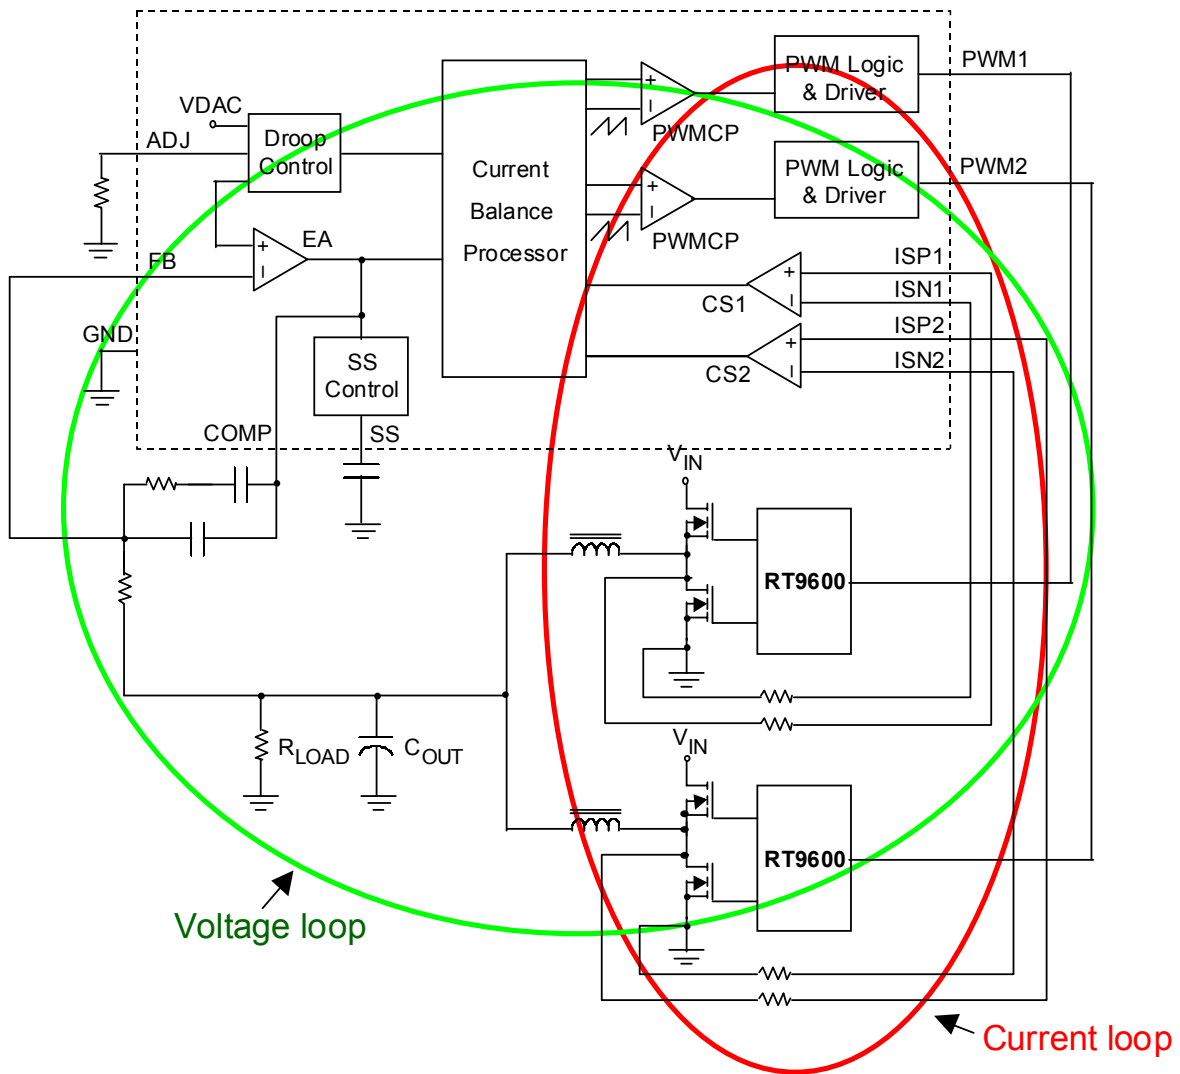 PWM Logic
& Driver
PWM1
VDAC
ADJ
Droop
Control
PWMCP
Current
Balance
Processor
PWM Logic
& Driver
PWM2
PWMCP
EA
FB
ISP1
ISN1
CS1
GND
ISP2
SS
Control
ISN2
CS2
COMP
SS
VIN
RT9600
RLOAD
COUT
VIN
RT9600
Voltage loop
Current loop